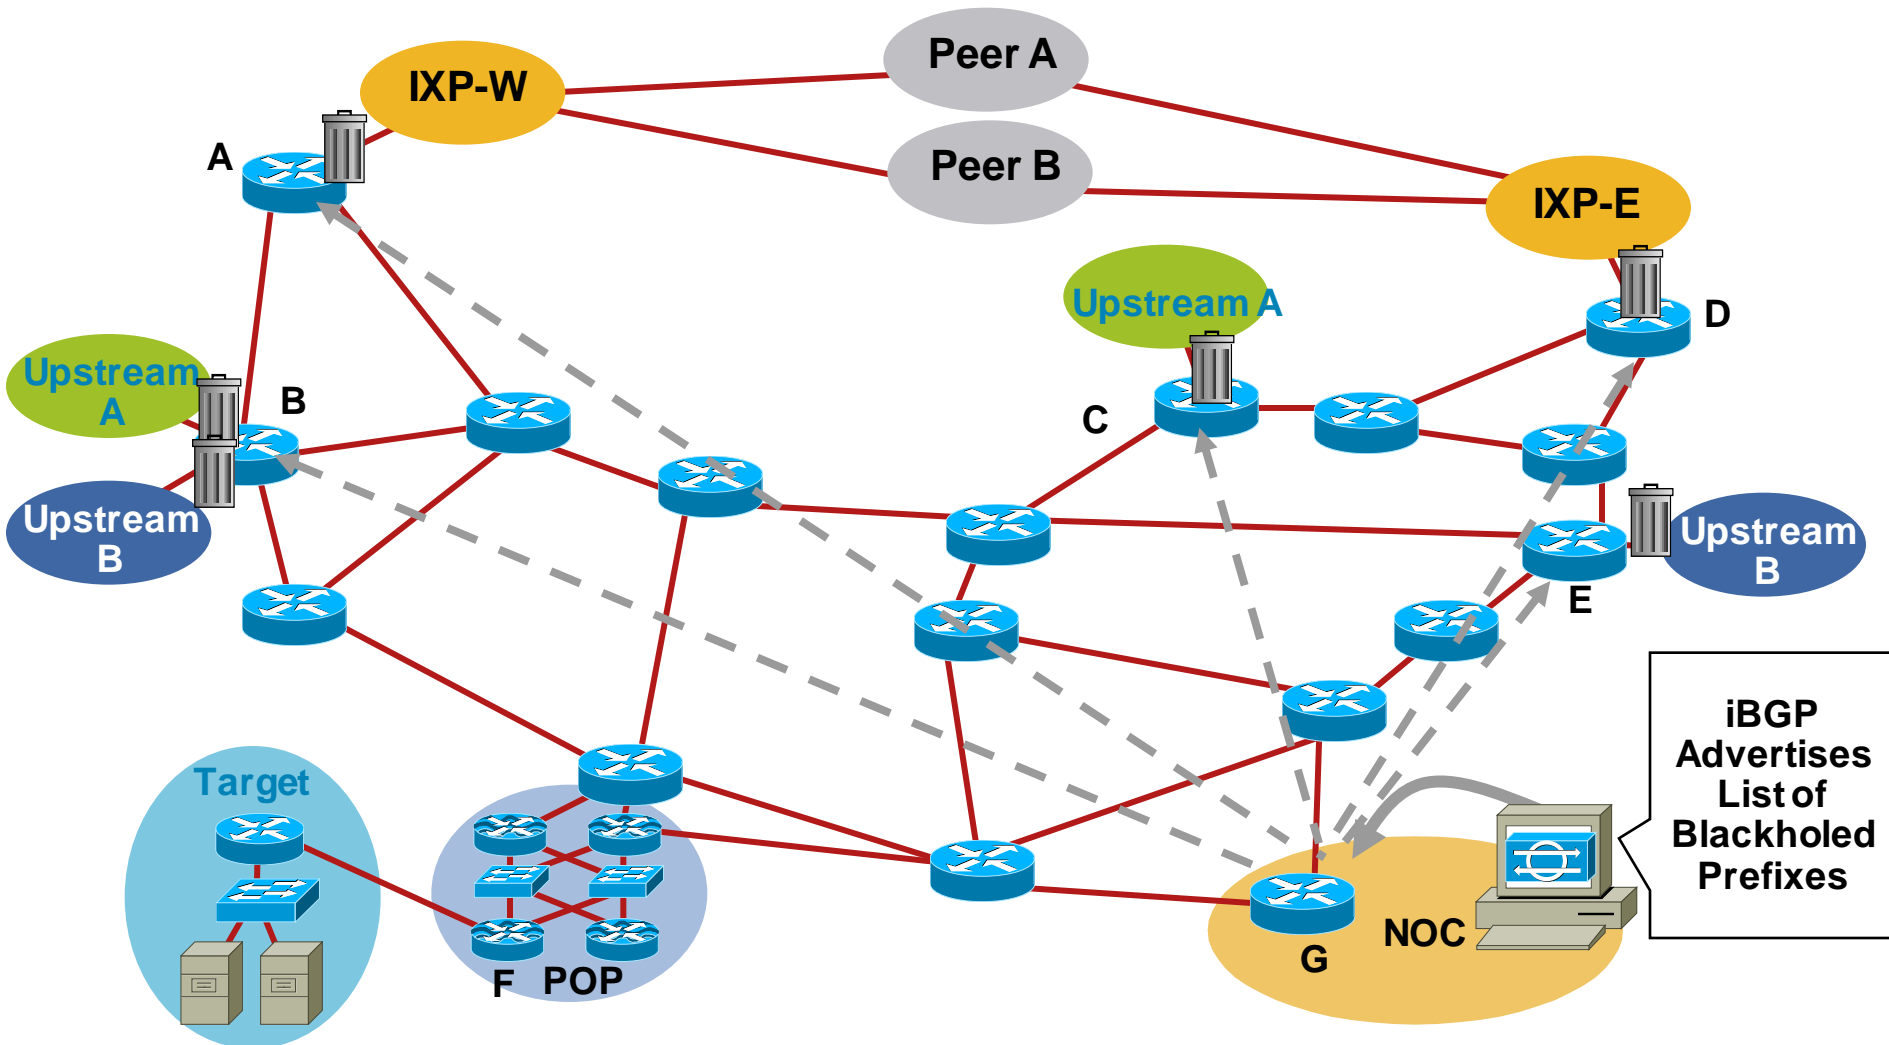 Peer A
IXP-W
A
Peer B
IXP-E
Upstream A
D
Upstream
A
B
C
Upstream
B
Upstream
B
E
iBGP
Advertises
List of
Blackholed
Prefixes
Target
NOC
G
F
POP